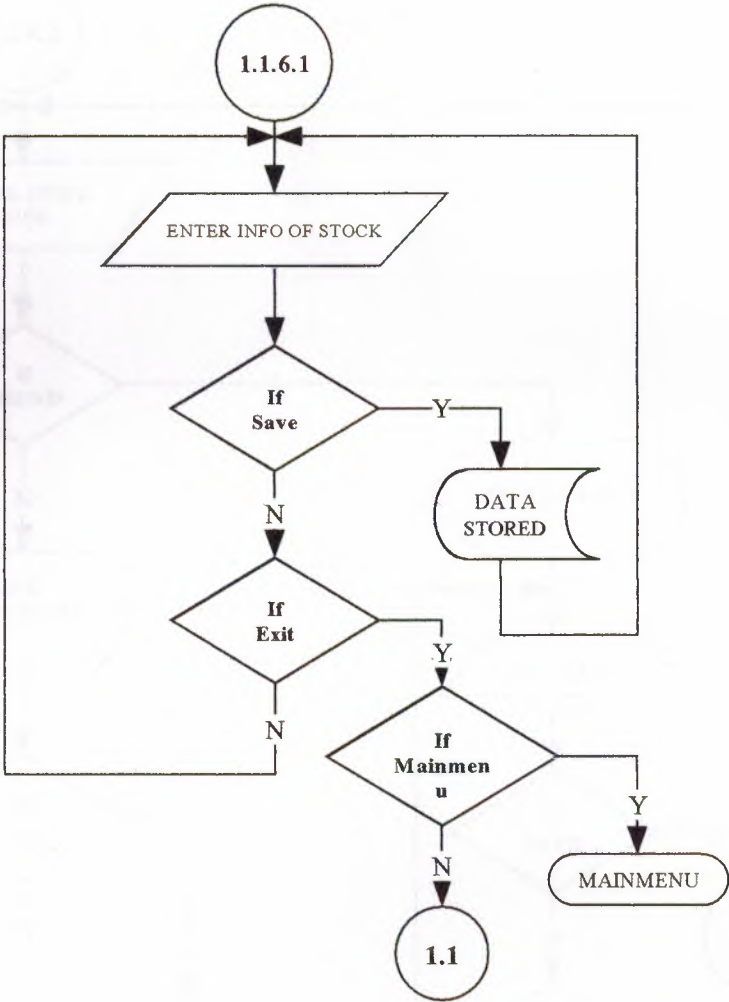 1.1.6.1
ENTER INFO OF STOCK
If
Save
Y
DATA
STORED
N
If
Exit
Y
N
If
Mainmen
u
Y
N
MAINMENU
1.1